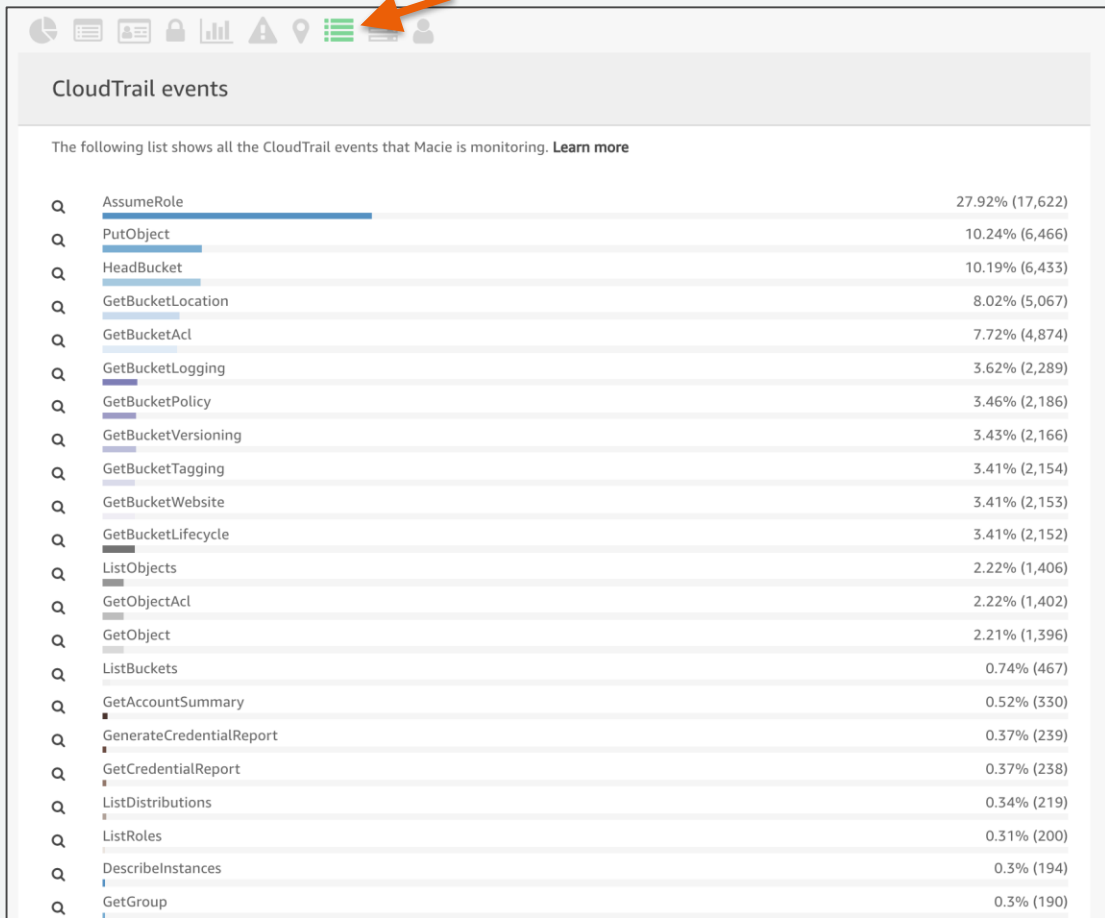 CloudTrail events
The following list shows all the CloudTrail events that Macie is monitoring. Learn more
AssumeRole 27.92% (17,622)
PutObject 10.24% (6,466)
HeadBucket 10.19% (6,433)
GetBucketLocation 8.02% (5,067)
GetBucketAcl 7.72% (4,874)
GetBucketLogging 3.62% (2,289)
GetBucketPolicy 3.46% (2,186)
GetBucketVersioning 3.43% (2,166)
GetBucketTagging 3.41% (2,154)
GetBucketWebsite 3.41% (2,153)
GetBucketLifecycle 3.41% (2,152)
ListObjects 2.22% (1,406)
GetObjectAcl 2.22% (1,402)
GetObject 2.21% (1,396)
ListBuckets 0.74% (467)
GetAccountSummary 0.52% (330)
GenerateCredentialReport 0.37% (239)
GetCredentialReport 0.37% (238)
ListDistributions 0.34% (219)
ListRoles 0.31% (200)
DescribeInstances 0.3% (194)
GetGroup 0.3% (190)